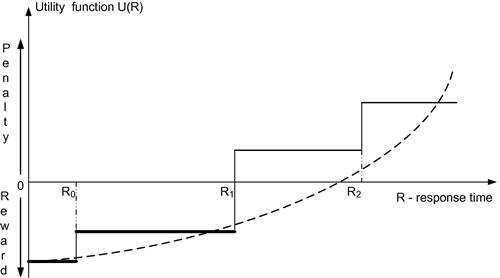 Utility function U(R)
Penalty
0
Reward
R0
R1
R2
R - response time